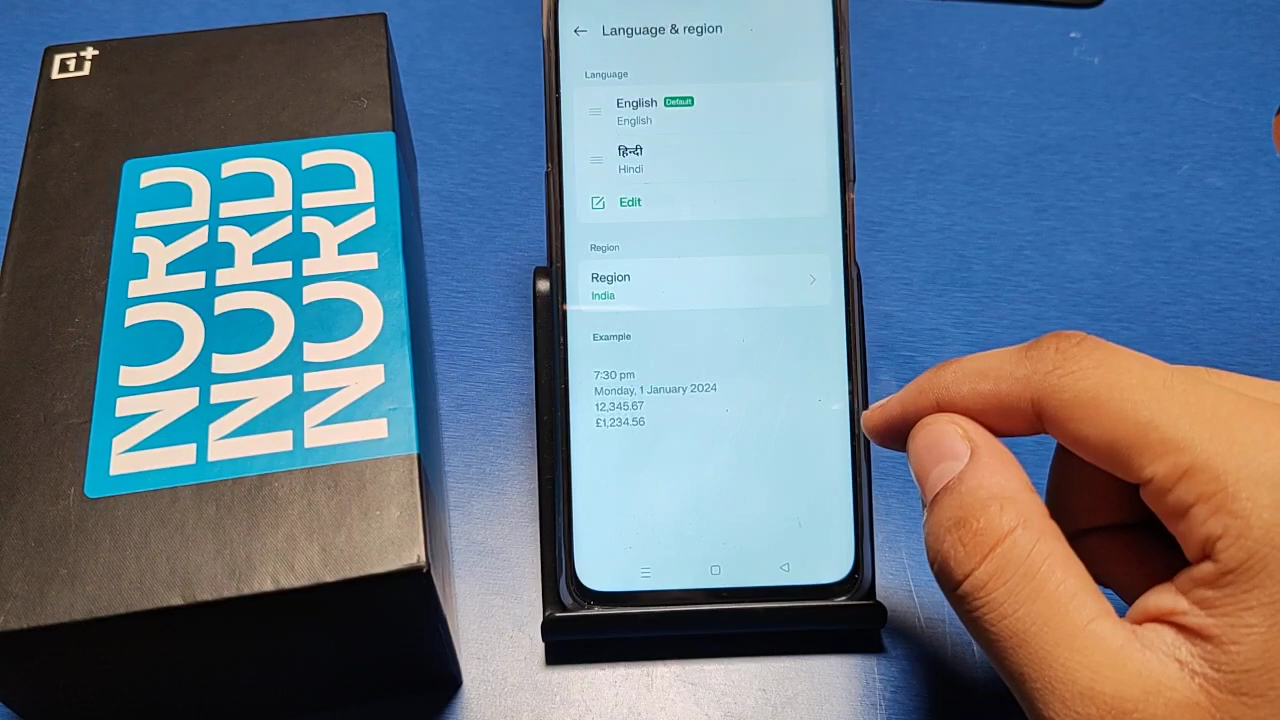 1+
NORD
NORD
NORD
Language & region
Language
English Default
English
हिन्दी
Hindi
Edit
Region
Region
India
Example
7:30 pm
Monday, 1 January 2024
12,345.67
£1,234.56